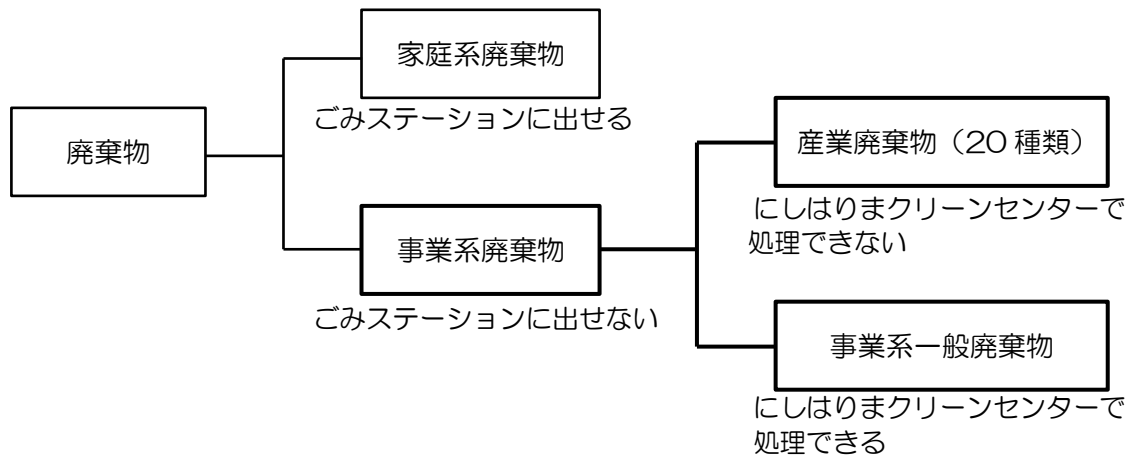 家庭系廃棄物
ごみステーションに出せる
廃棄物
産業廃棄物（20種類）
にしはりまクリーンセンターで
処理できない
事業系廃棄物
ごみステーションに出せない
事業系一般廃棄物
にしはりまクリーンセンターで
処理できる